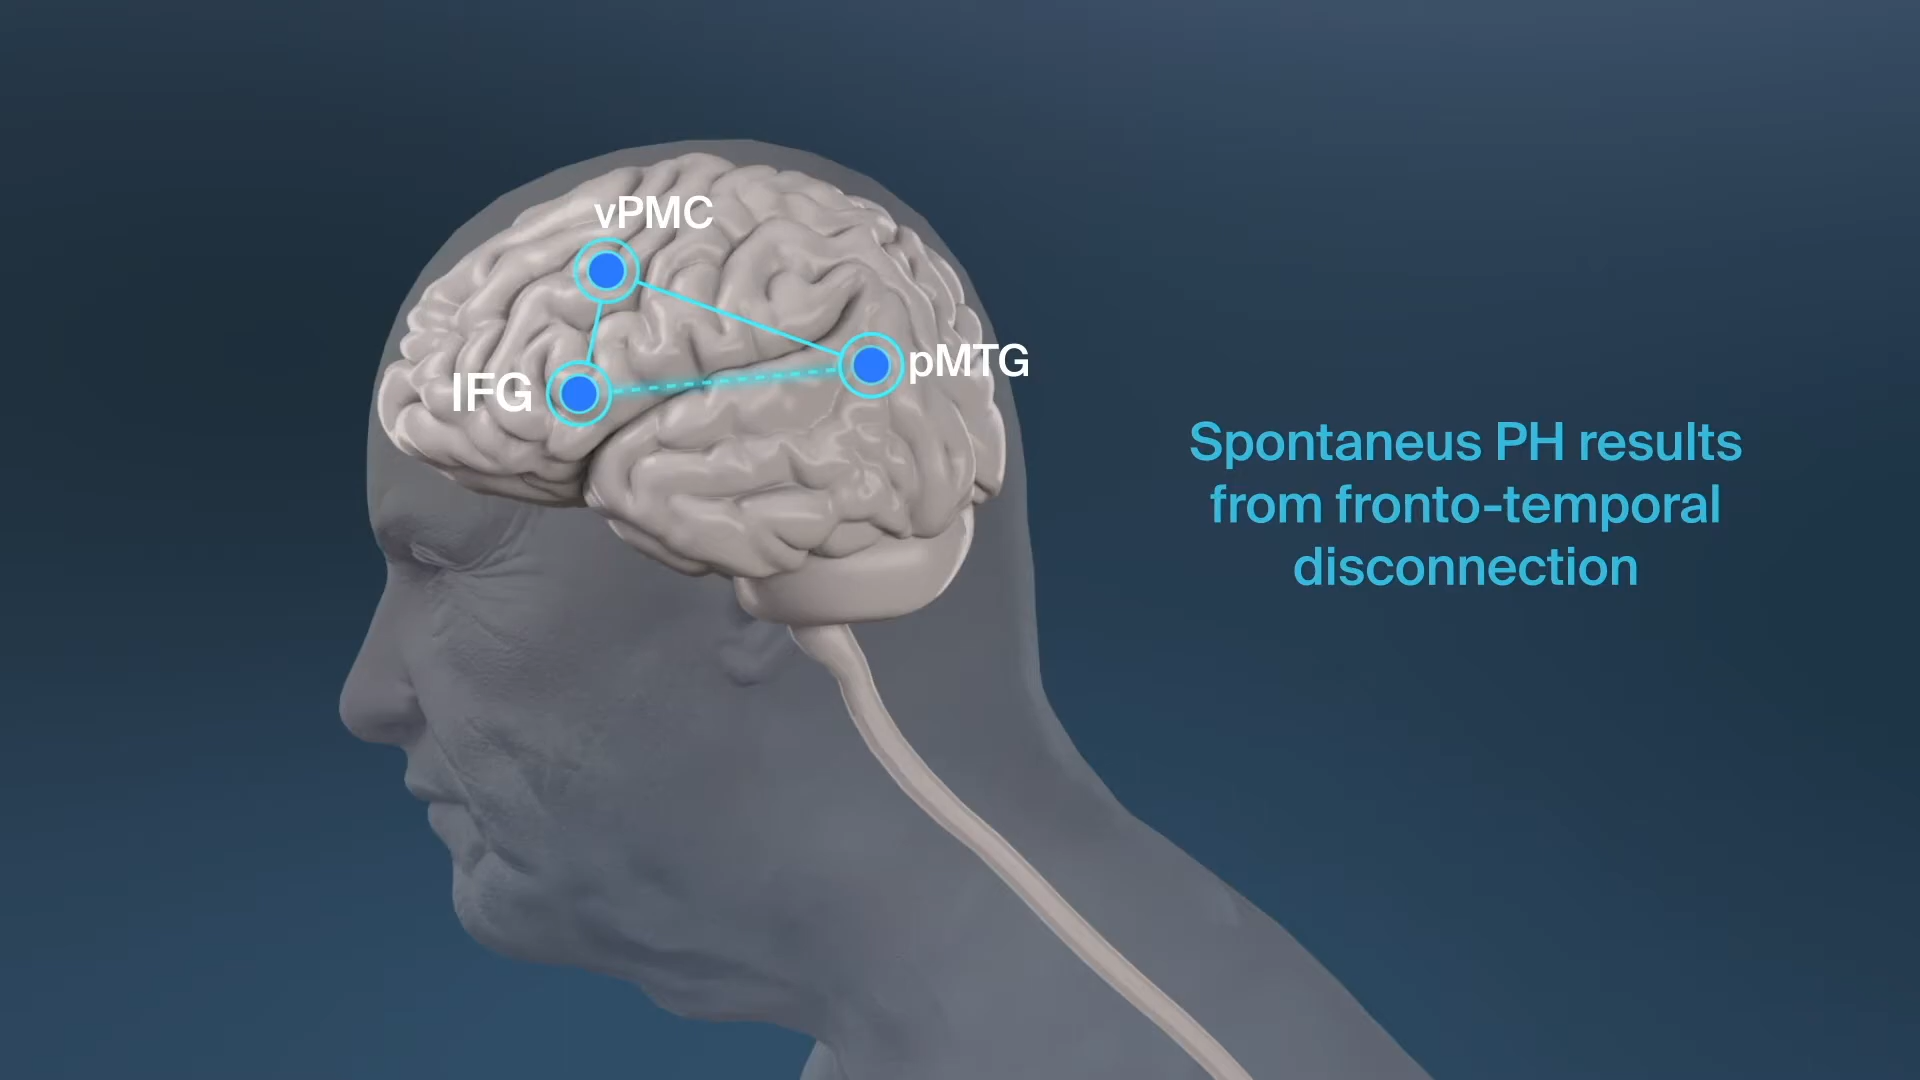 vPMC
IFG
pMTG
Spontaneus PH results
from fronto-temporal
disconnection